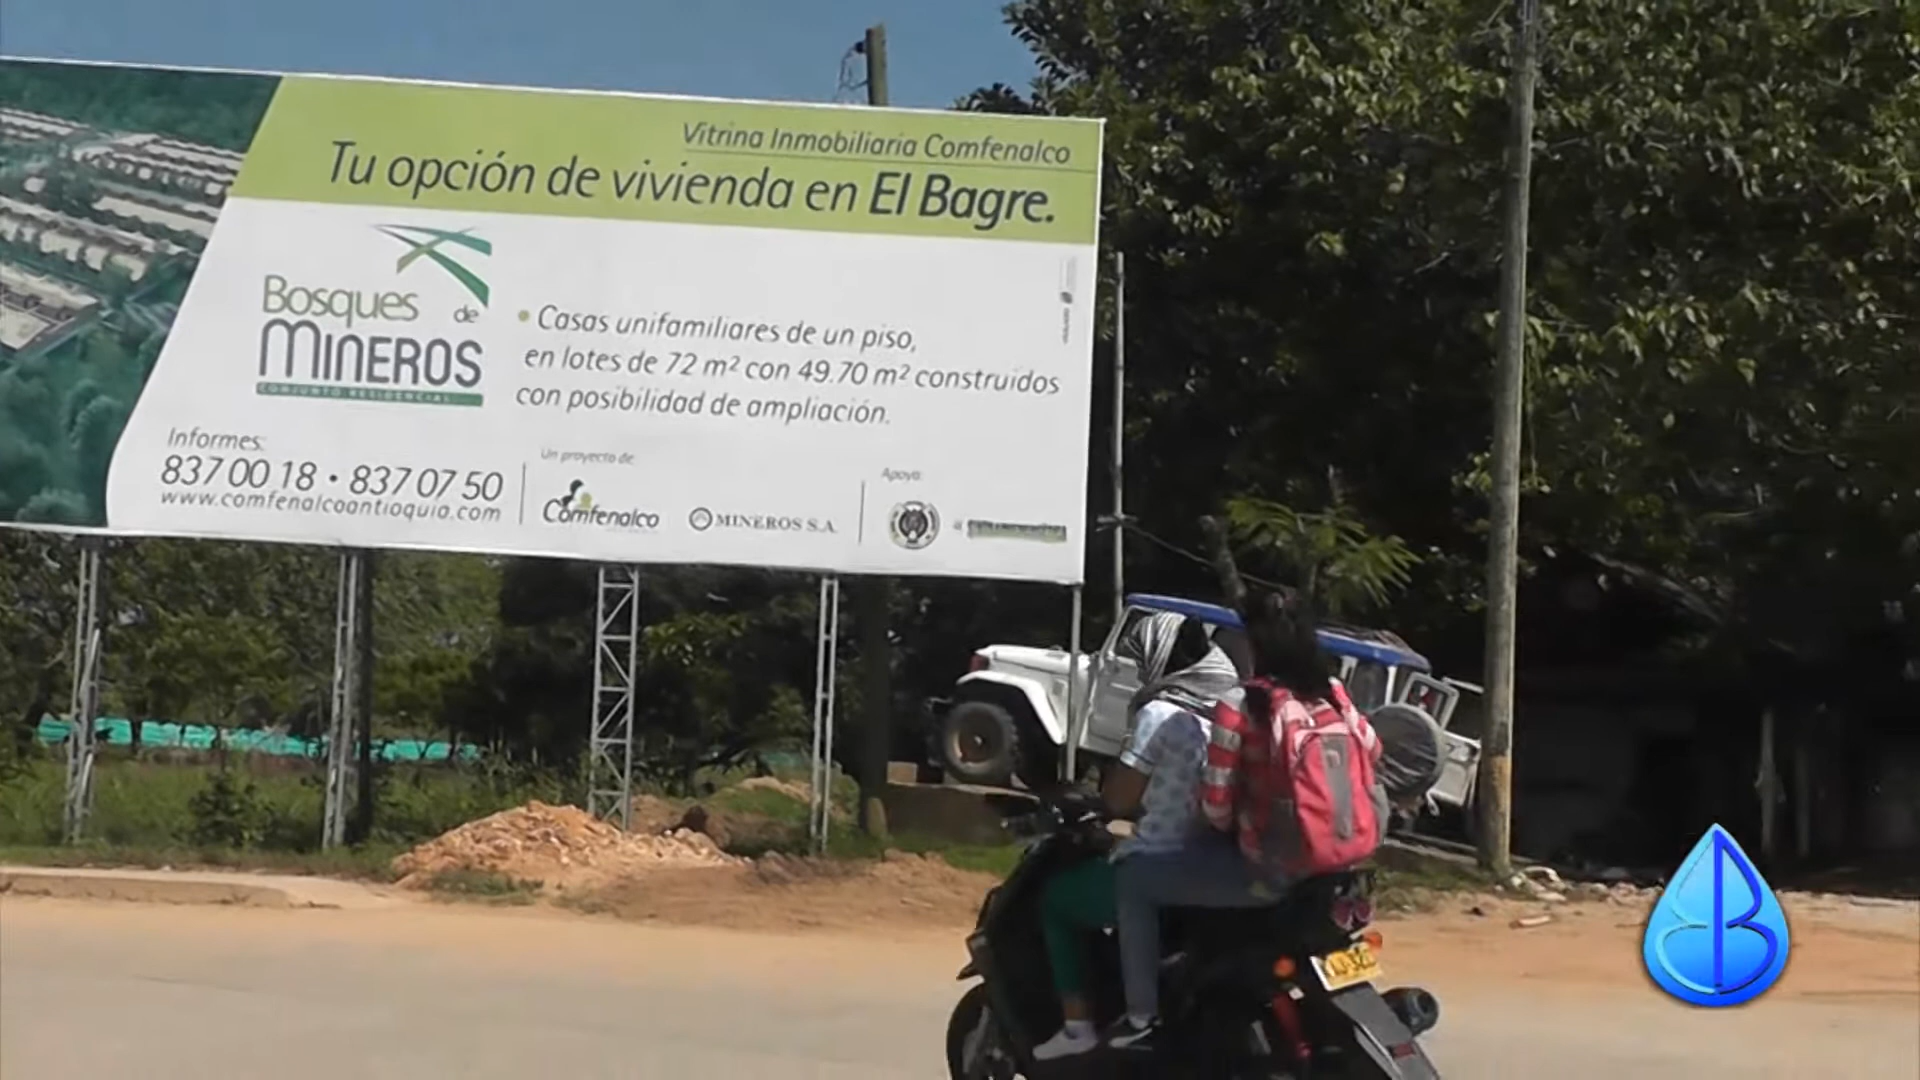 Vitrina Inmobiliaria Comfenalco
Tu opción de vivienda en El Bagre.
Bosques de
MINEROS
CONJUNTO RESIDENCIAL
• Casas unifamiliares de un piso,
en lotes de 72 m² con 49.70 m² construidos
con posibilidad de ampliación.
Informes:
837 00 18 • 837 07 50
www.comfenalcoantioquia.com
Un proyecto de:
Comfenalco
MINEROS S.A.
Apoya: